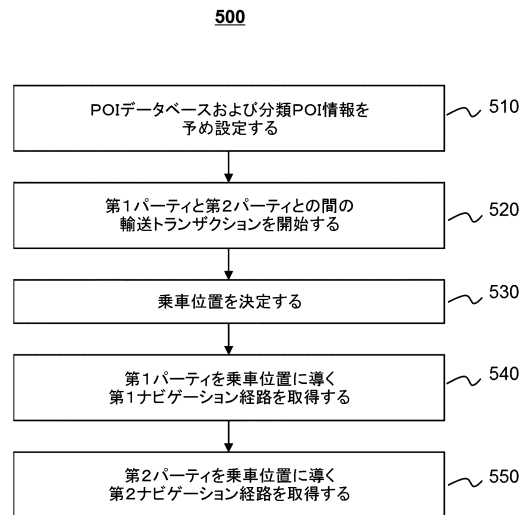 500
POIデータベースおよび分類POI情報を
予め設定する
510
第1パーティと第2パーティとの間の
輸送トランザクションを開始する
520
乗車位置を決定する
530
第1パーティを乗車位置に導く
第1ナビゲーション経路を取得する
540
第2パーティを乗車位置に導く
第2ナビゲーション経路を取得する
550